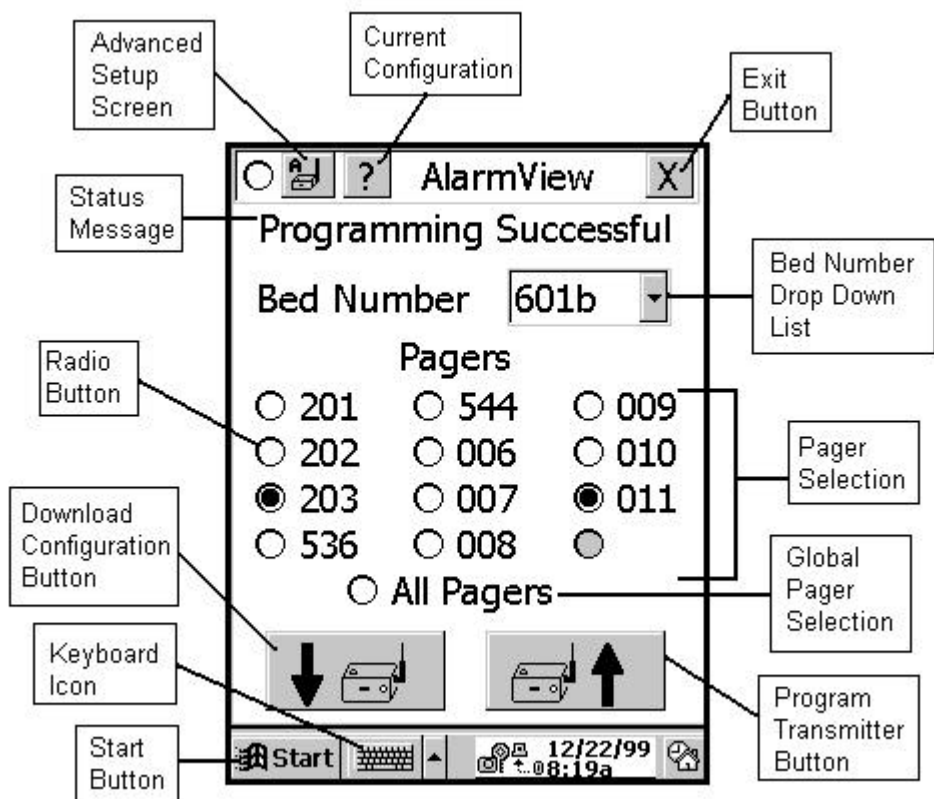 Advanced
Setup
Screen
Current
Configuration
Exit
Button
A
?
AlarmView
X
Status
Message
Programming Successful
Bed Number
601b
Bed Number
Drop Down
List
Radio
Button
Pagers
201
544
009
202
006
010
203
007
011
536
008
Pager
Selection
Download
Configuration
Button
All Pagers
Global
Pager
Selection
Keyboard
Icon
Program
Transmitter
Button
Start
Button
Start
12/22/99
8:19a